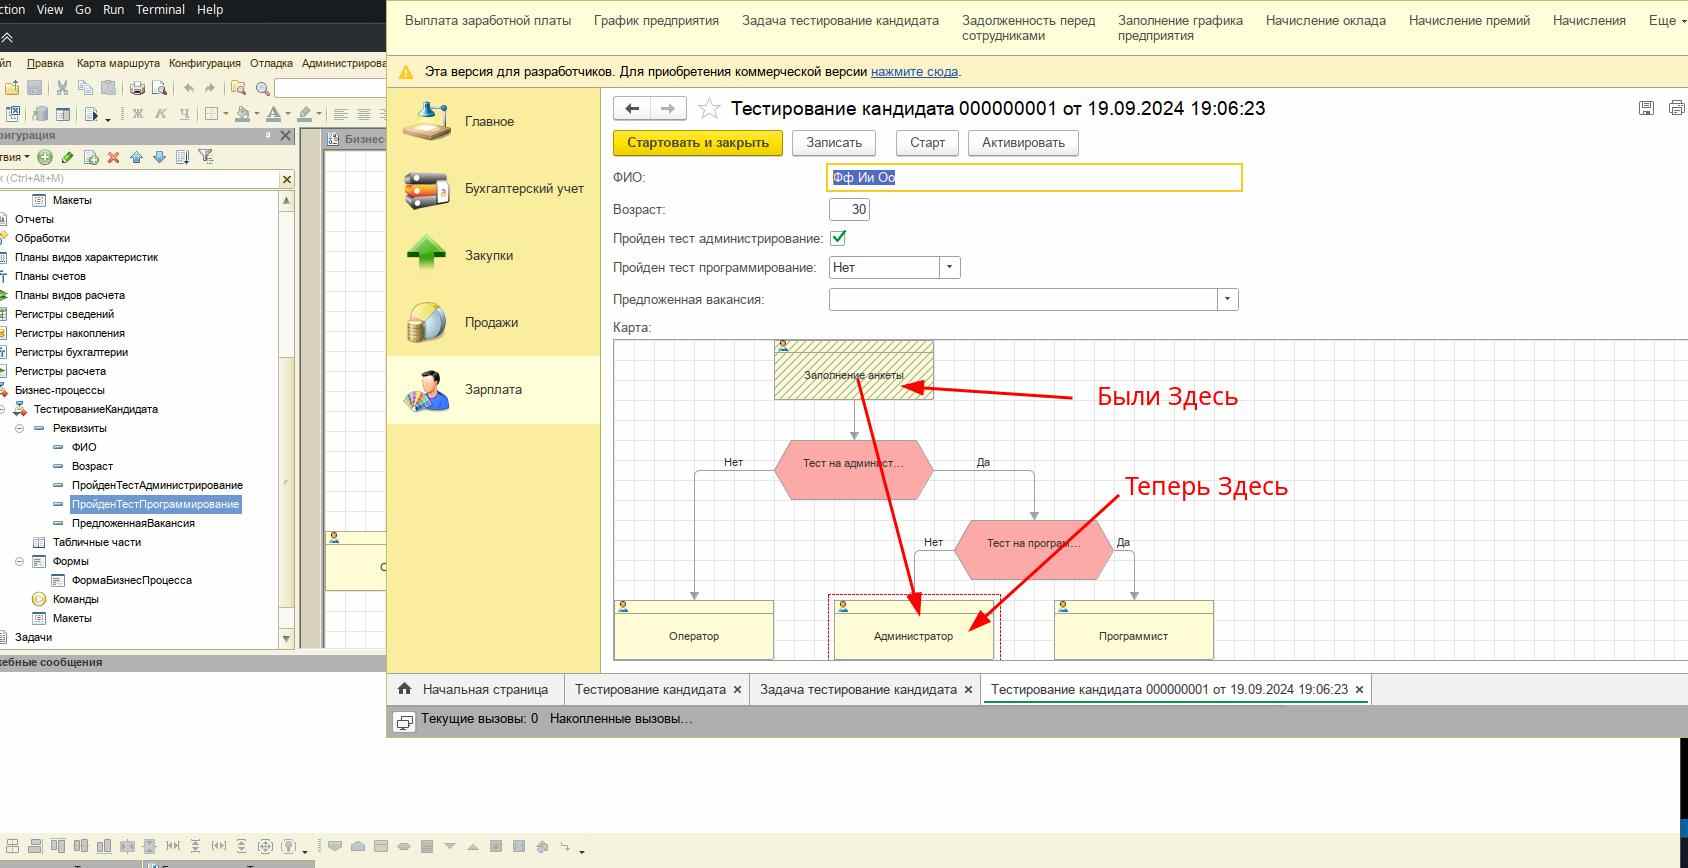 ction View Go Run Terminal Help
йл Правка Карта маршрута Конфигурация Отладка Администрирова
фигурация
твия
к (Ctrl+Alt+M)
Макеты
Отчеты
Обработки
Планы видов характеристик
Планы счетов
Планы видов расчета
Регистры сведений
Регистры накопления
Регистры бухгалтерии
Регистры расчета
Бизнес-процессы
ТестированиеКандидата
Реквизиты
ФИО
Возраст
ПройденТестАдминистрирование
ПройденТестПрограммирование
ПредложеннаяВакансия
Табличные части
Формы
ФормаБизнесПроцесса
Команды
Макеты
Задачи
жебные сообщения
Бизнес-
Выплата заработной платы График предприятия Задача тестирование кандидата Задолженность перед сотрудниками Заполнение графика предприятия Начисление оклада Начисление премий Начисления Еще
Эта версия для разработчиков. Для приобретения коммерческой версии нажмите сюда.
Главное
Бухгалтерский учет
Закупки
Продажи
Зарплата
Тестирование кандидата 000000001 от 19.09.2024 19:06:23
Стартовать и закрыть Записать Старт Активировать
ФИО: Фф Ии Оо
Возраст: 30
Пройден тест администрирование:
Пройден тест программирование: Нет
Предложенная вакансия:
Карта:
Заполнение анкеты
Были Здесь
Нет Тест на админист... Да
Теперь Здесь
Нет Тест на програм... Да
Оператор Администратор Программист
Начальная страница Тестирование кандидата × Задача тестирование кандидата × Тестирование кандидата 000000001 от 19.09.2024 19:06:23 ×
Текущие вызовы: 0 Накопленные вызовы...